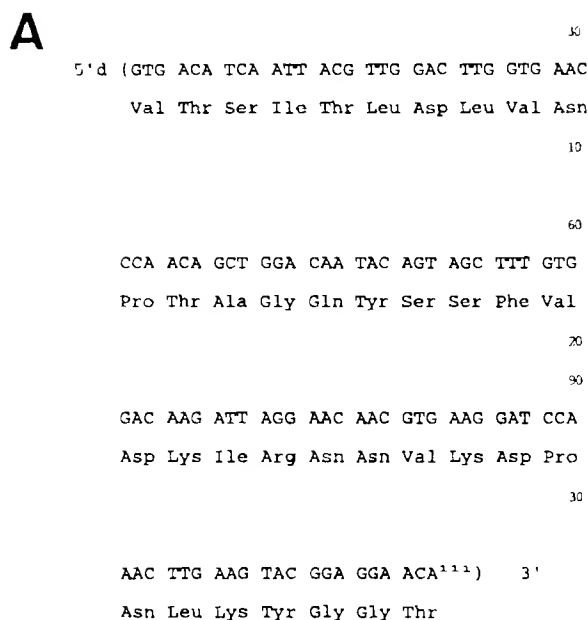 A
30
5'd (GTG ACA TCA ATT ACG TTG GAC TTG GTG AAC
Val Thr Ser Ile Thr Leu Asp Leu Val Asn
10
60
CCA ACA GCT GGA CAA TAC AGT AGC TTT GTG
Pro Thr Ala Gly Gln Tyr Ser Ser Phe Val
20
90
GAC AAG ATT AGG AAC AAC GTG AAG GAT CCA
Asp Lys Ile Arg Asn Asn Val Lys Asp Pro
30
AAC TTG AAG TAC GGA GGA ACA¹¹¹) 3'
Asn Leu Lys Tyr Gly Gly Thr